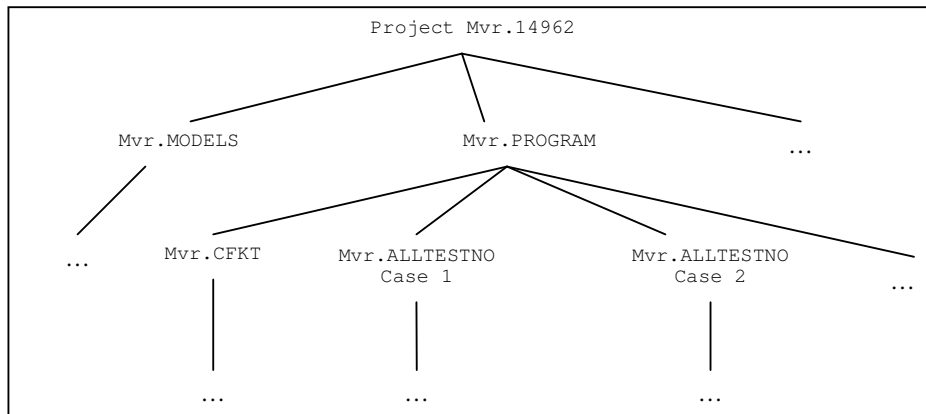 Project Mvr.14962
Mvr.MODELS
Mvr.PROGRAM
...
...
Mvr.CFKT
Mvr.ALLTESTNO
Case 1
Mvr.ALLTESTNO
Case 2
...
...
...
...